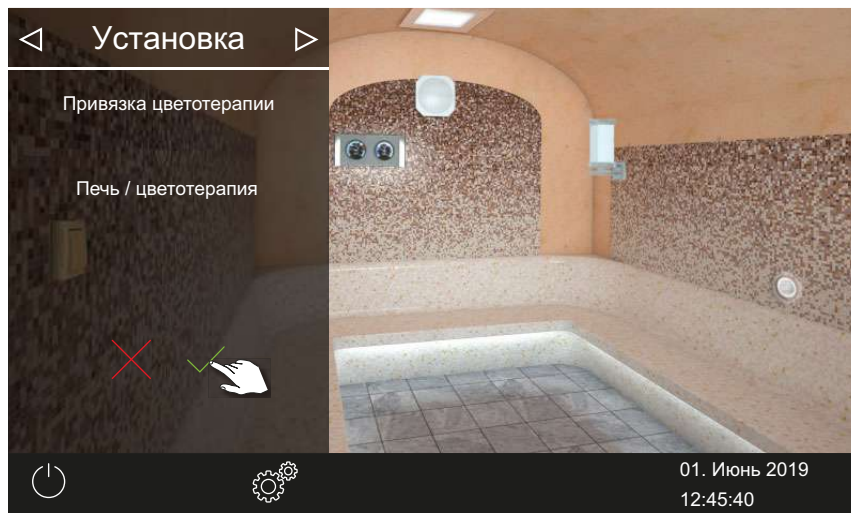 Установка
Привязка цветотерапии
Печь / цветотерапия
01. Июнь 2019
12:45:40